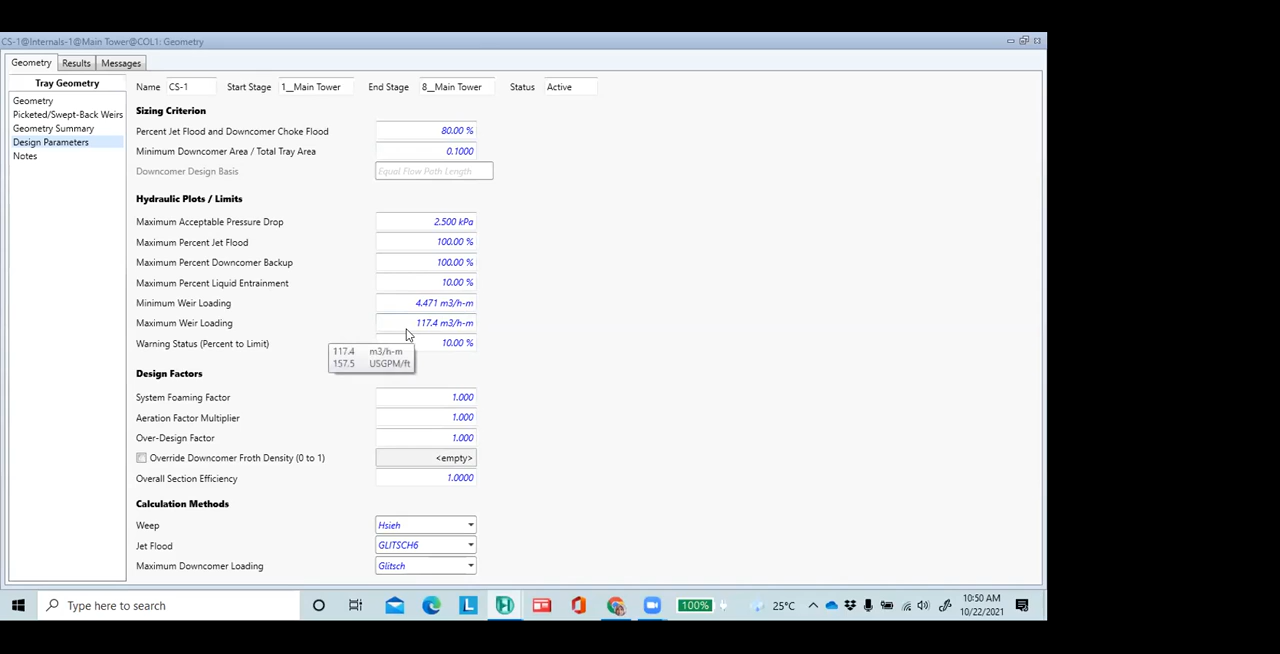 CS-1@Internals-1@Main Tower@COL1: Geometry
Geometry Results Messages
Tray Geometry
Geometry
Picketed/Swept-Back Weirs
Geometry Summary
Design Parameters
Notes
Name CS-1 Start Stage 1__Main Tower End Stage 8__Main Tower Status Active
Sizing Criterion
Percent Jet Flood and Downcomer Choke Flood 80.00 %
Minimum Downcomer Area / Total Tray Area 0.1000
Downcomer Design Basis Equal Flow Path Length
Hydraulic Plots / Limits
Maximum Acceptable Pressure Drop 2.500 kPa
Maximum Percent Jet Flood 100.00 %
Maximum Percent Downcomer Backup 100.00 %
Maximum Percent Liquid Entrainment 10.00 %
Minimum Weir Loading 4.471 m3/h-m
Maximum Weir Loading 117.4 m3/h-m
Warning Status (Percent to Limit) 10.00 %
117.4 m3/h-m
157.5 USGPM/ft
Design Factors
System Foaming Factor 1.000
Aeration Factor Multiplier 1.000
Over-Design Factor 1.000
Override Downcomer Froth Density (0 to 1) <empty>
Overall Section Efficiency 1.0000
Calculation Methods
Weep Hsieh
Jet Flood GLITSCH6
Maximum Downcomer Loading Glitsch
Type here to search
100%
25°C
10:50 AM
10/22/2021